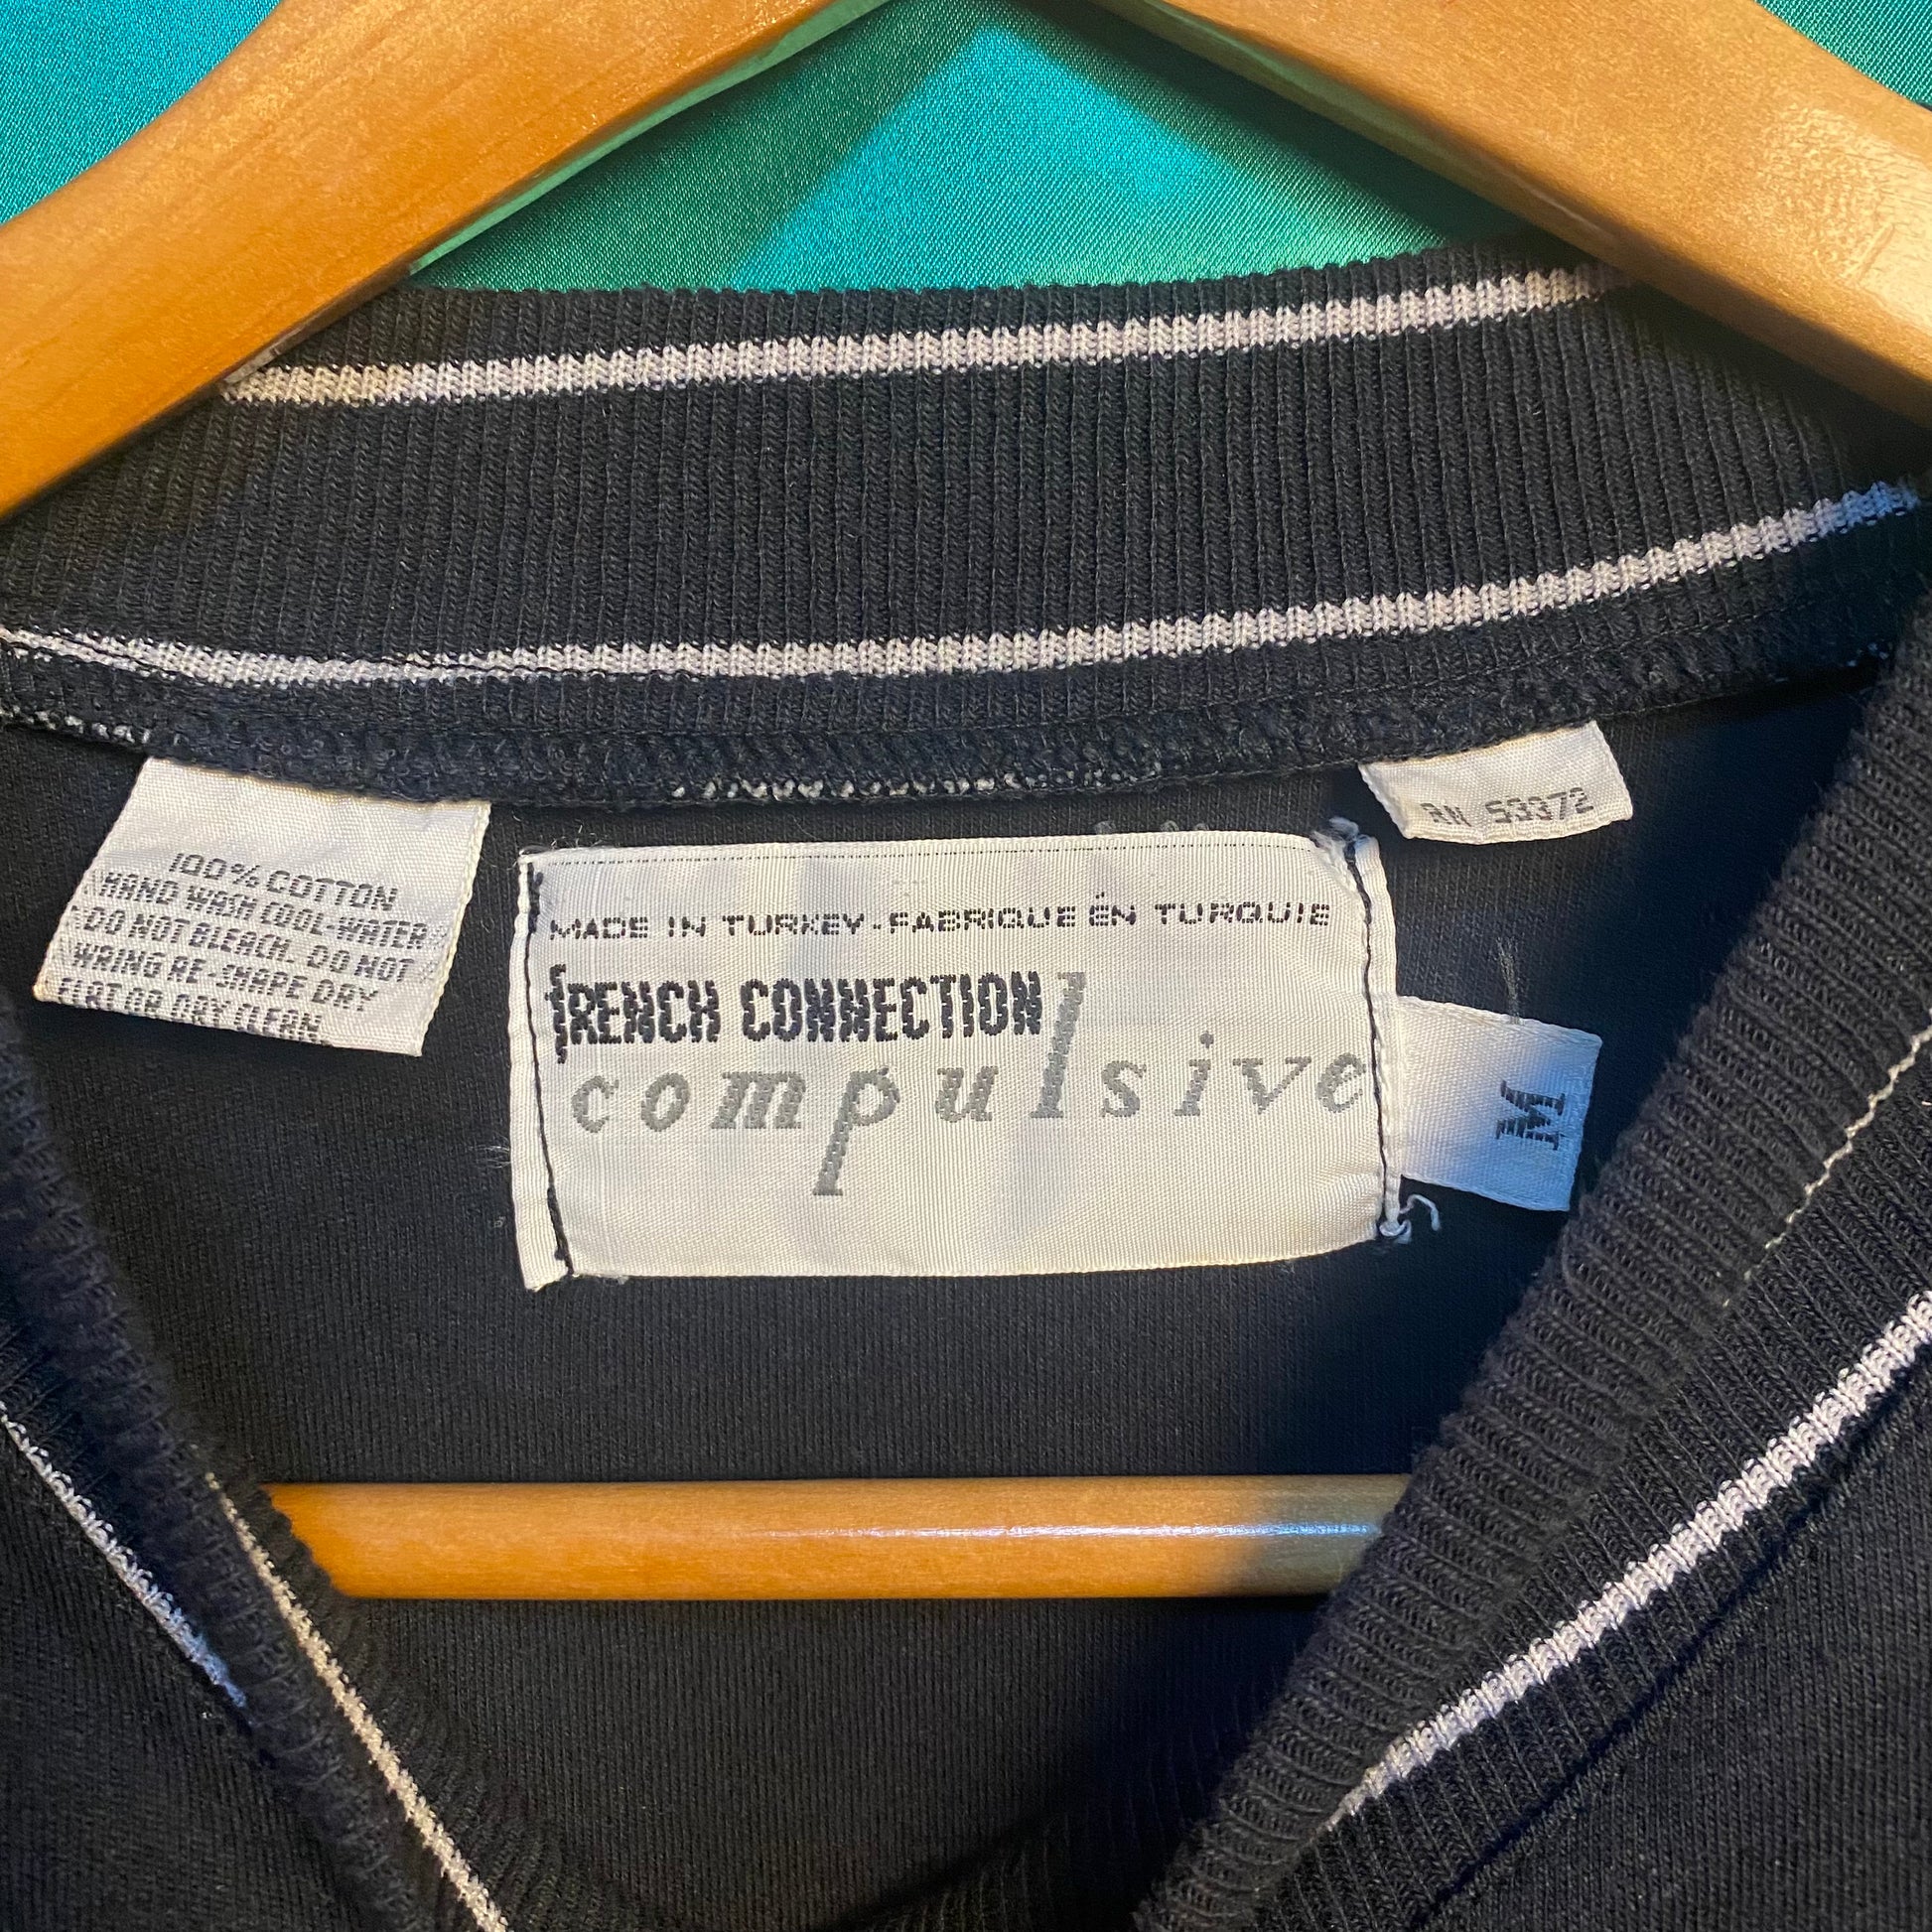 100% COTTON
HAND WASH COOL-WATER
DO NOT BLEACH. DO NOT
WRING RE-SHAPE DRY
FLAT OR DRY CLEAN
MADE IN TURKEY-FABRIQUE ÉN TURQUIE
fRENCH CONNECTION
compulsive
RN 53372
M